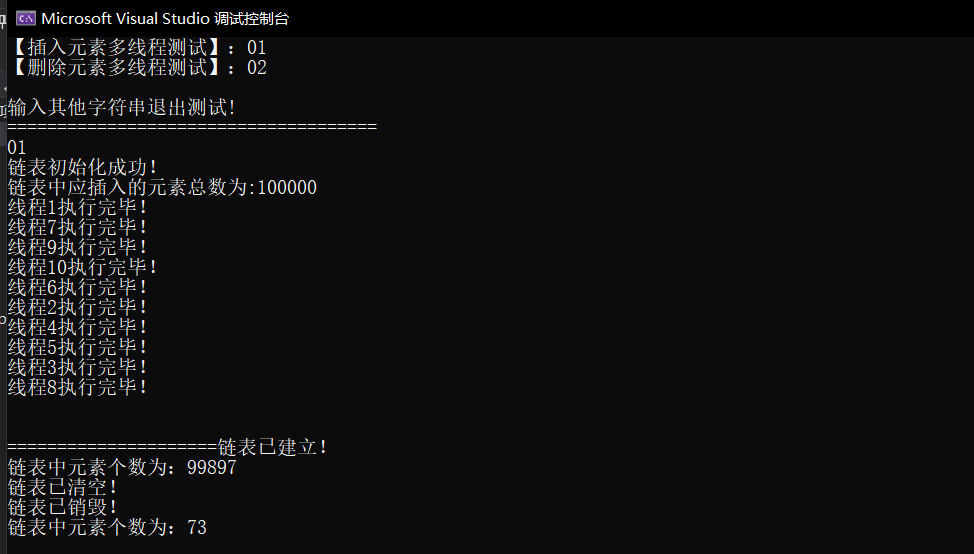 Microsoft Visual Studio 调试控制台
【插入元素多线程测试】：01
【删除元素多线程测试】：02
输入其他字符串退出测试!
=====================================
01
链表初始化成功!
链表中应插入的元素总数为:100000
线程1执行完毕!
线程7执行完毕!
线程9执行完毕!
线程10执行完毕!
线程6执行完毕!
线程2执行完毕!
线程4执行完毕!
线程5执行完毕!
线程3执行完毕!
线程8执行完毕!
=====================链表已建立!
链表中元素个数为：99897
链表已清空!
链表已销毁!
链表中元素个数为：73